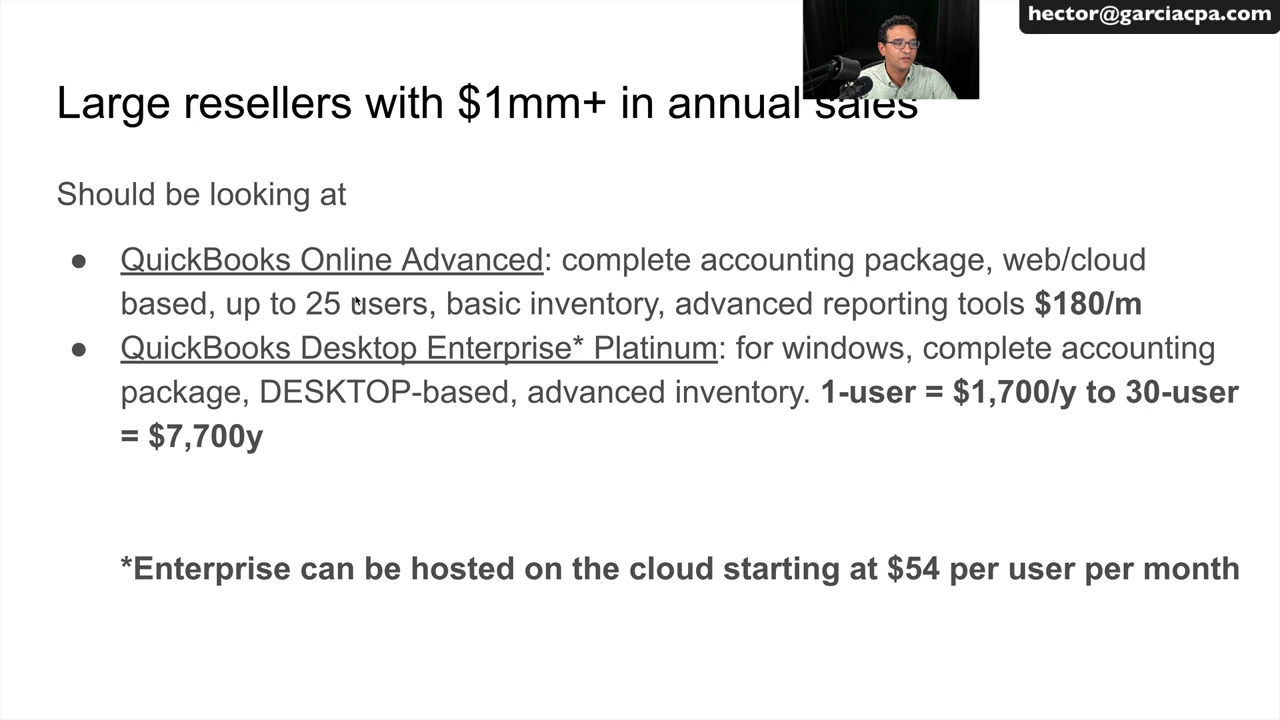 hector@garciacpa.com
Large resellers with $1mm+ in annual sales
Should be looking at
● QuickBooks Online Advanced: complete accounting package, web/cloud
based, up to 25 users, basic inventory, advanced reporting tools $180/m
● QuickBooks Desktop Enterprise* Platinum: for windows, complete accounting
package, DESKTOP-based, advanced inventory. 1-user = $1,700/y to 30-user
= $7,700y
*Enterprise can be hosted on the cloud starting at $54 per user per month